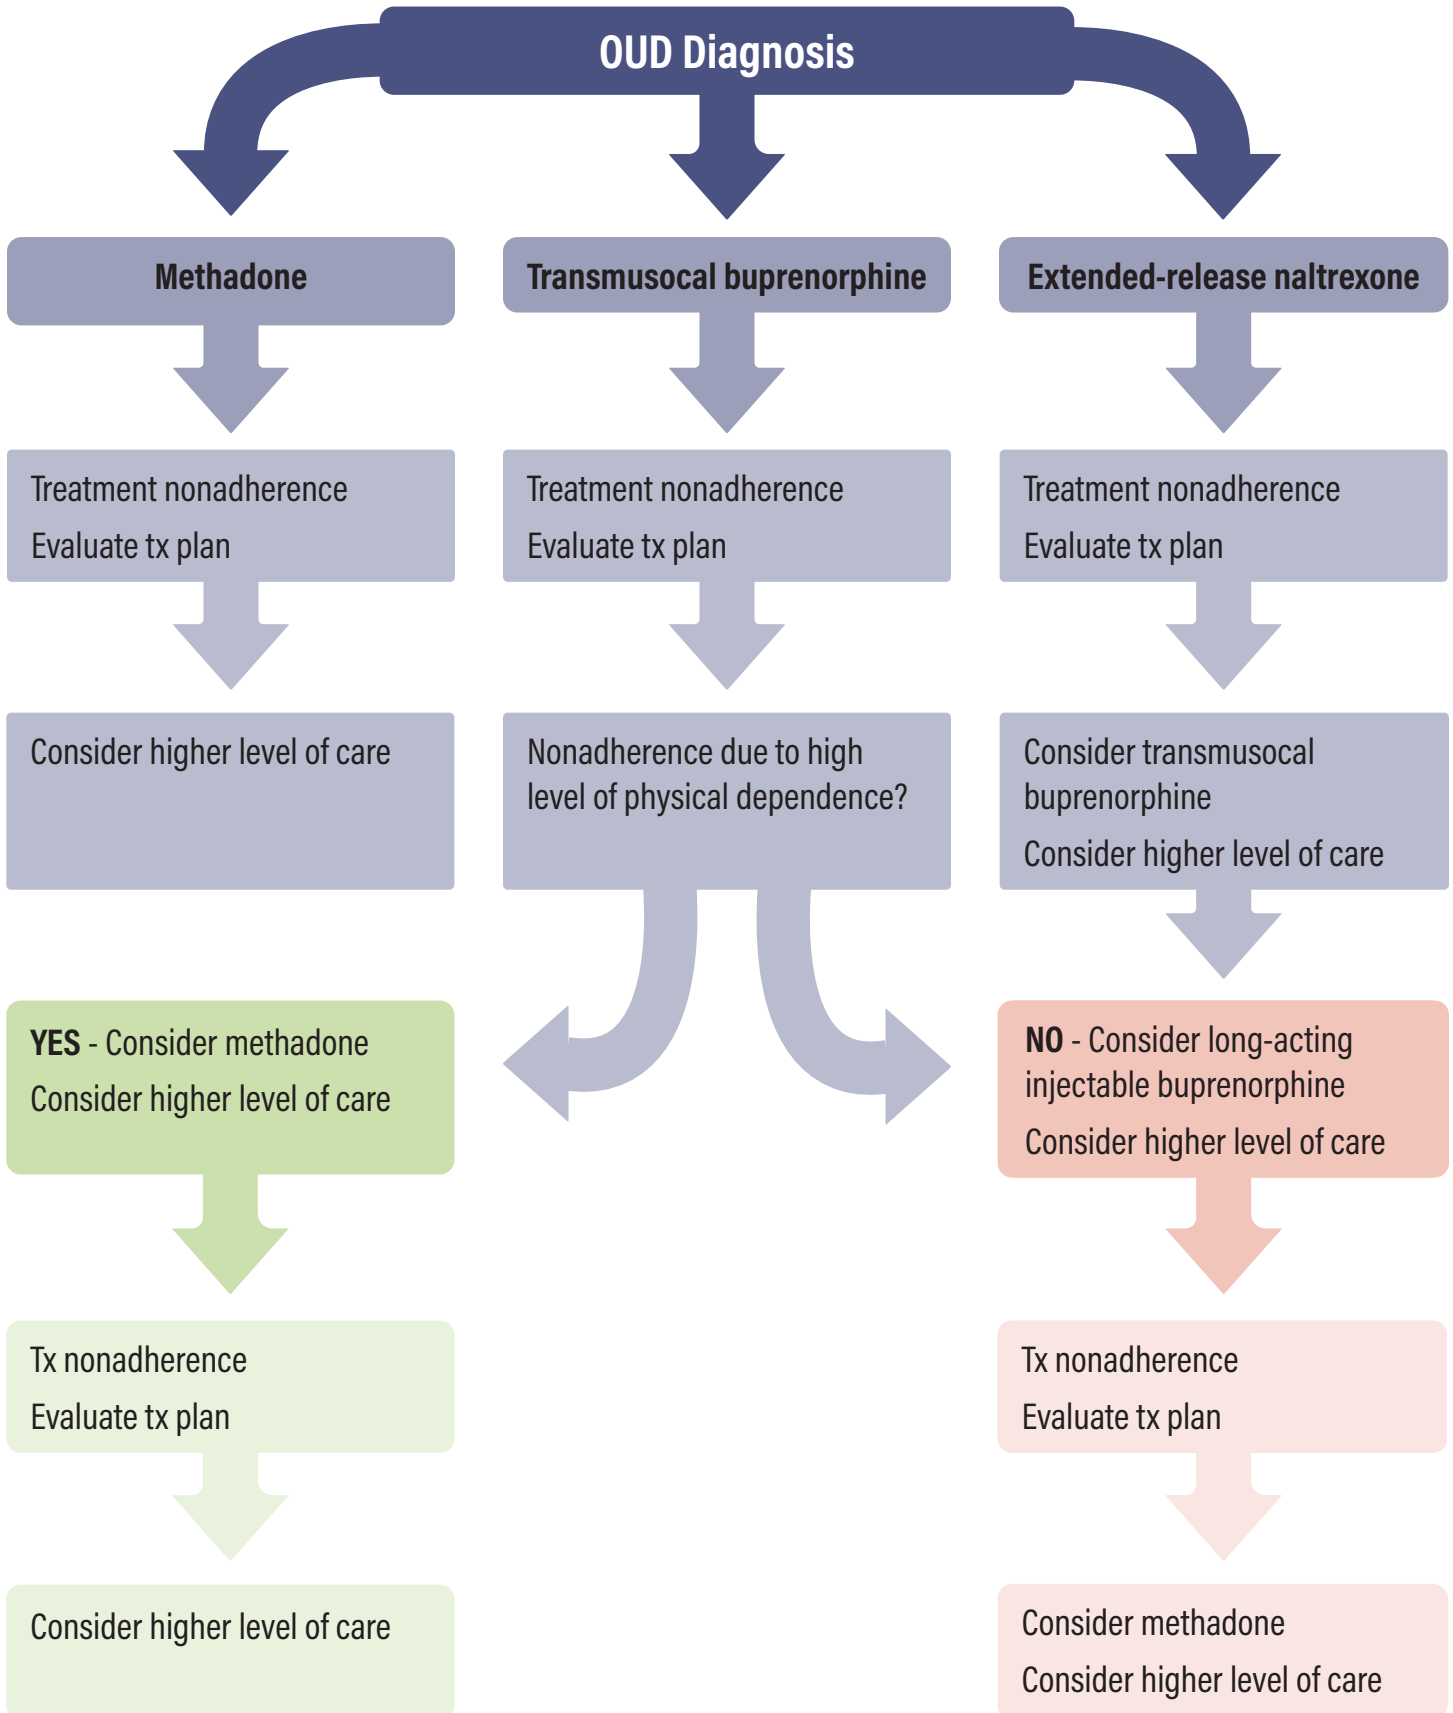 OUD Diagnosis
Methadone
Transmusocal buprenorphine
Extended-release naltrexone
Treatment nonadherence
Evaluate tx plan
Treatment nonadherence
Evaluate tx plan
Treatment nonadherence
Evaluate tx plan
Consider higher level of care
Nonadherence due to high
level of physical dependence?
Consider transmusocal
buprenorphine
Consider higher level of care
YES - Consider methadone
Consider higher level of care
NO - Consider long-acting
injectable buprenorphine
Consider higher level of care
Tx nonadherence
Evaluate tx plan
Tx nonadherence
Evaluate tx plan
Consider higher level of care
Consider methadone
Consider higher level of care